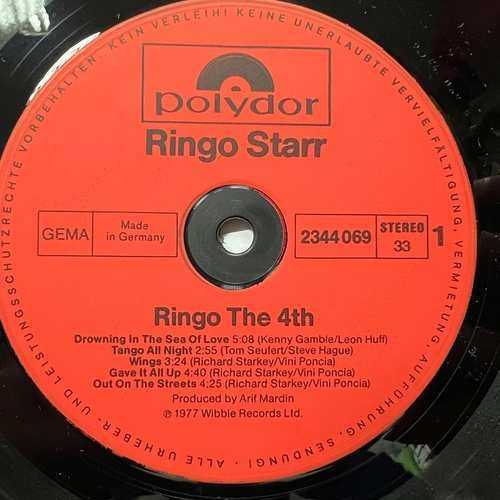 ALLE URHEBER- UND LEISTUNGSSCHUTZRECHTE VORBEHALTEN. KEIN VERLEIH! KEINE UNERLAUBTE VERVIELFÄLTIGUNG, VERMIETUNG, AUFFÜHRUNG, SENDUNG!
polydor
Ringo Starr
GEMA
Made
in Germany
2344 069
STEREO
33
1
Ringo The 4th
Drowning In The Sea Of Love 5:08 (Kenny Gamble/Leon Huff)
Tango All Night 2:55 (Tom Seufert/Steve Hague)
Wings 3:24 (Richard Starkey/Vini Poncia)
Gave It All Up 4:40 (Richard Starkey/Vini Poncia)
Out On The Streets 4:25 (Richard Starkey/Vini Poncia)
Produced by Arif Mardin
℗ 1977 Wibble Records Ltd.